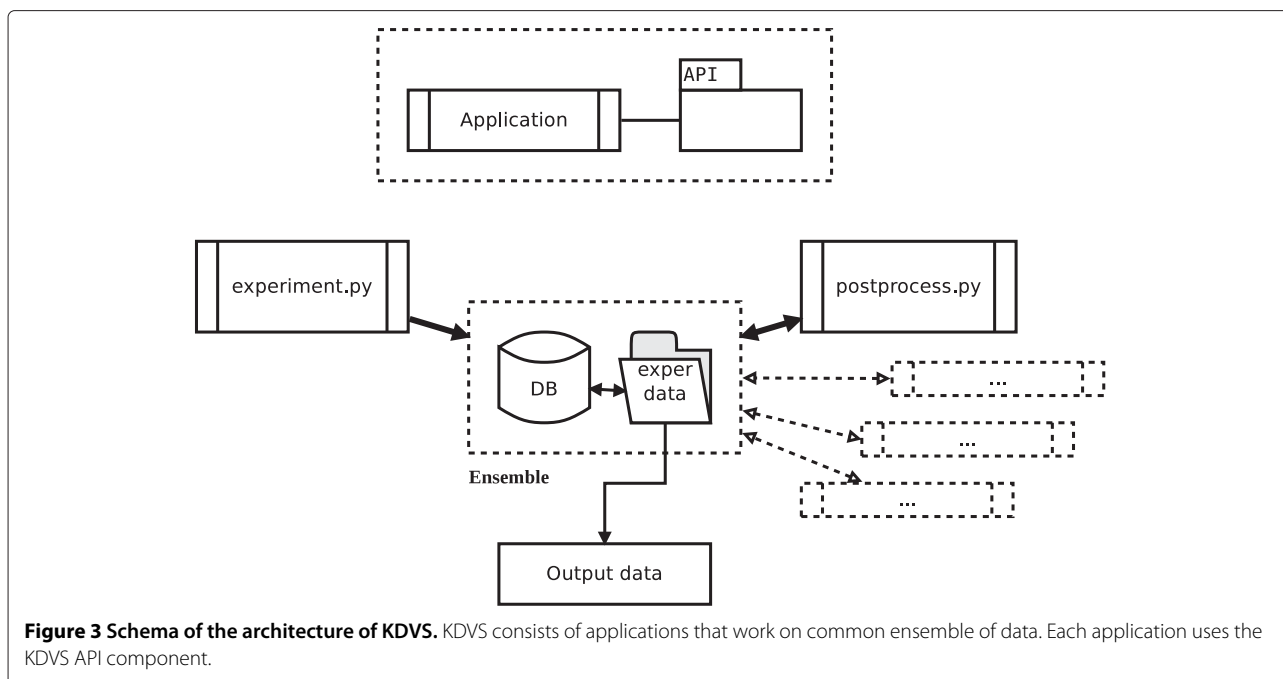 API
Application
experiment.py
postprocess.py
DB
exper
data
...
...
...
Ensemble
Output data
Figure 3 Schema of the architecture of KDVS. KDVS consists of applications that work on common ensemble of data. Each application uses the
KDVS API component.